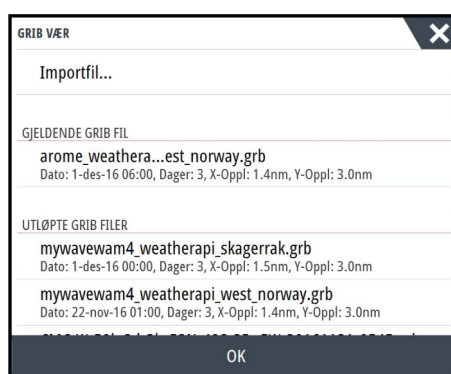 GRIB VÆR
Importfil...
GJELDENDE GRIB FIL
arome_weathera...est_norway.grb
Dato: 1-des-16 06:00, Dager: 3, X-Oppl: 1.4nm, Y-Oppl: 3.0nm
UTLØPTE GRIB FILER
mywavewam4_weatherapi_skagerrak.grb
Dato: 1-des-16 00:00, Dager: 3, X-Oppl: 1.5nm, Y-Oppl: 3.0nm
mywavewam4_weatherapi_west_norway.grb
Dato: 22-nov-16 01:00, Dager: 3, X-Oppl: 1.4nm, Y-Oppl: 3.0nm
OK